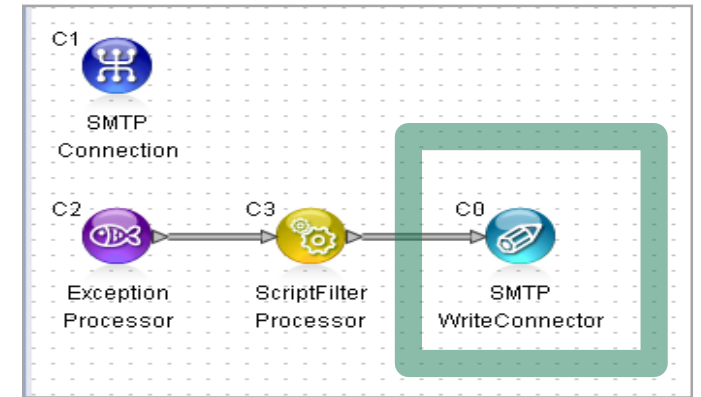 C1
SMTP
Connection
C2
C3
C0
Exception
Processor
ScriptFilter
Processor
SMTP
WriteConnector